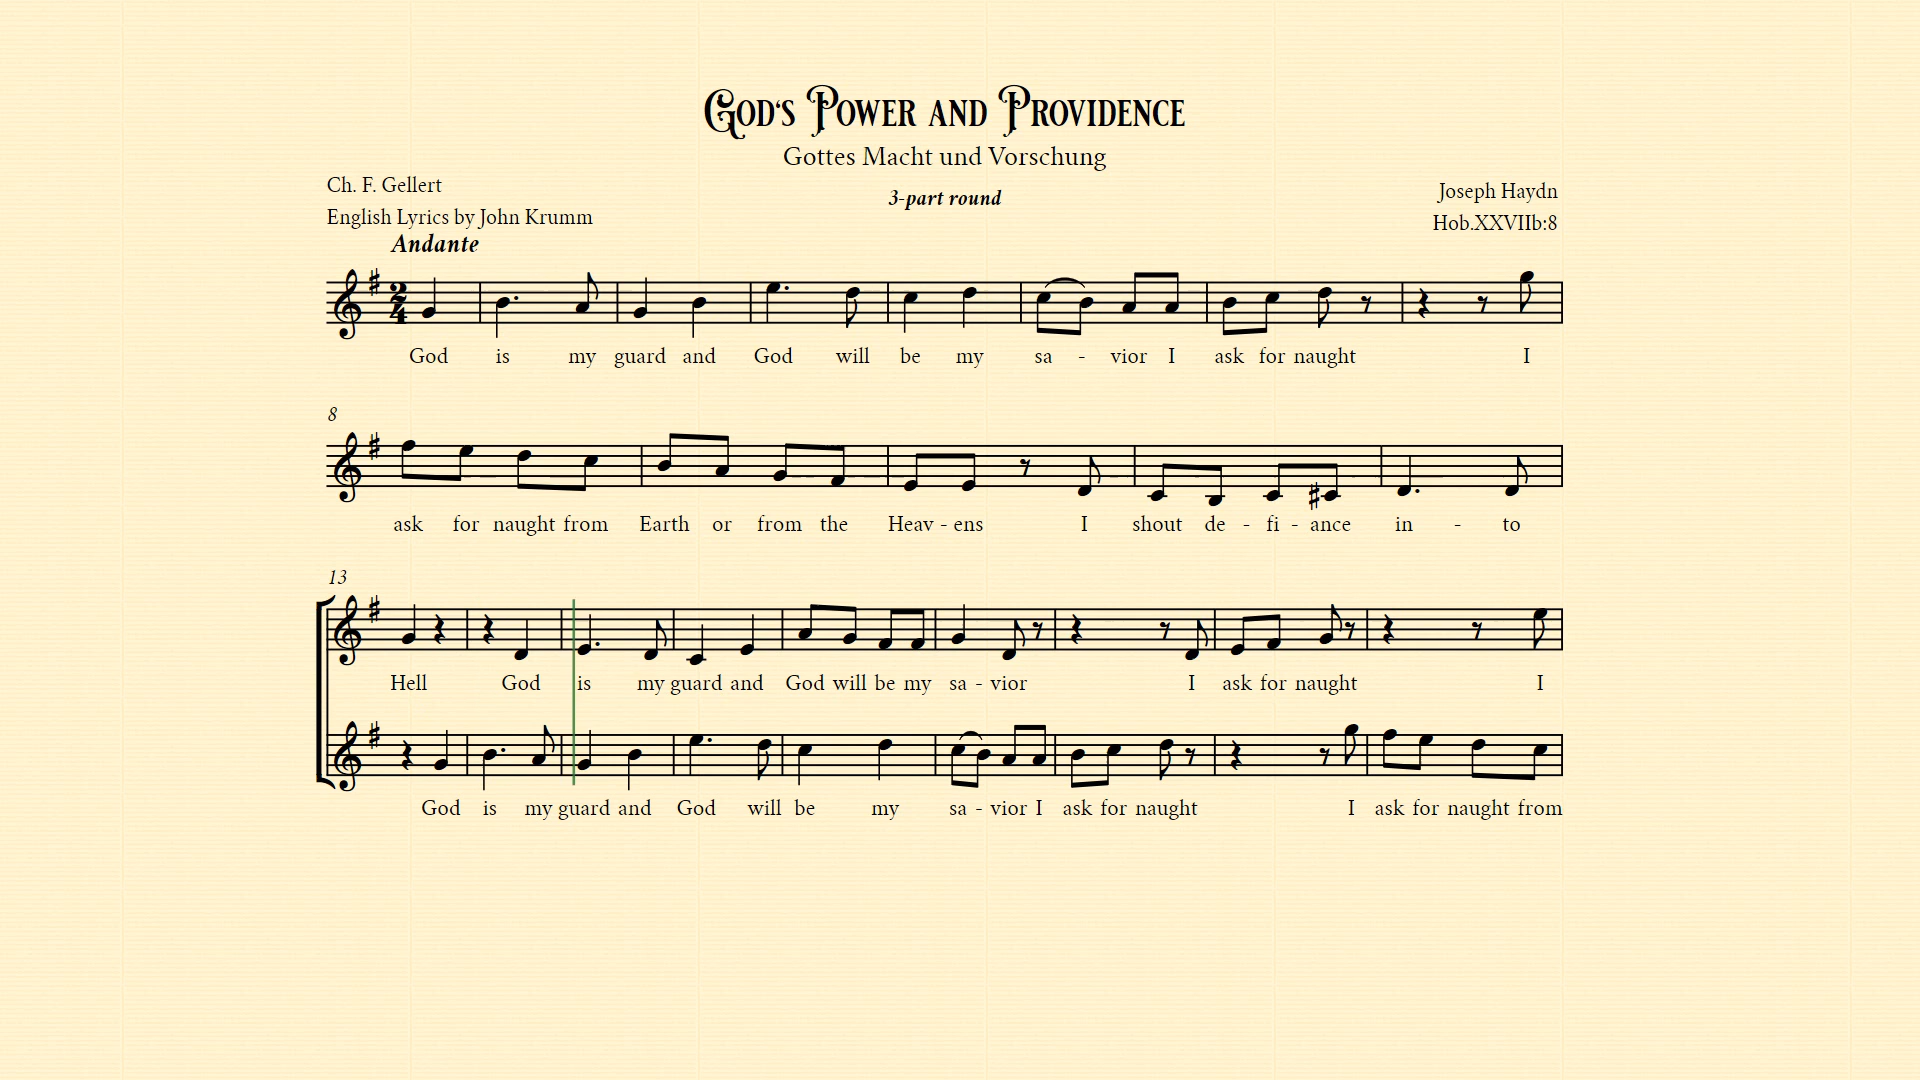 God's Power and Providence
Gottes Macht und Vorschung
3-part round
Ch. F. Gellert
English Lyrics by John Krumm
Joseph Haydn
Hob.XXVIIb:8
Andante
2
4
God is my guard and God will be my sa - vior I ask for naught I
8
ask for naught from Earth or from the Heav - ens I shout de - fi - ance in - to
13
Hell God is my guard and God will be my sa - vior I ask for naught I
God is my guard and God will be my sa - vior I ask for naught I ask for naught from